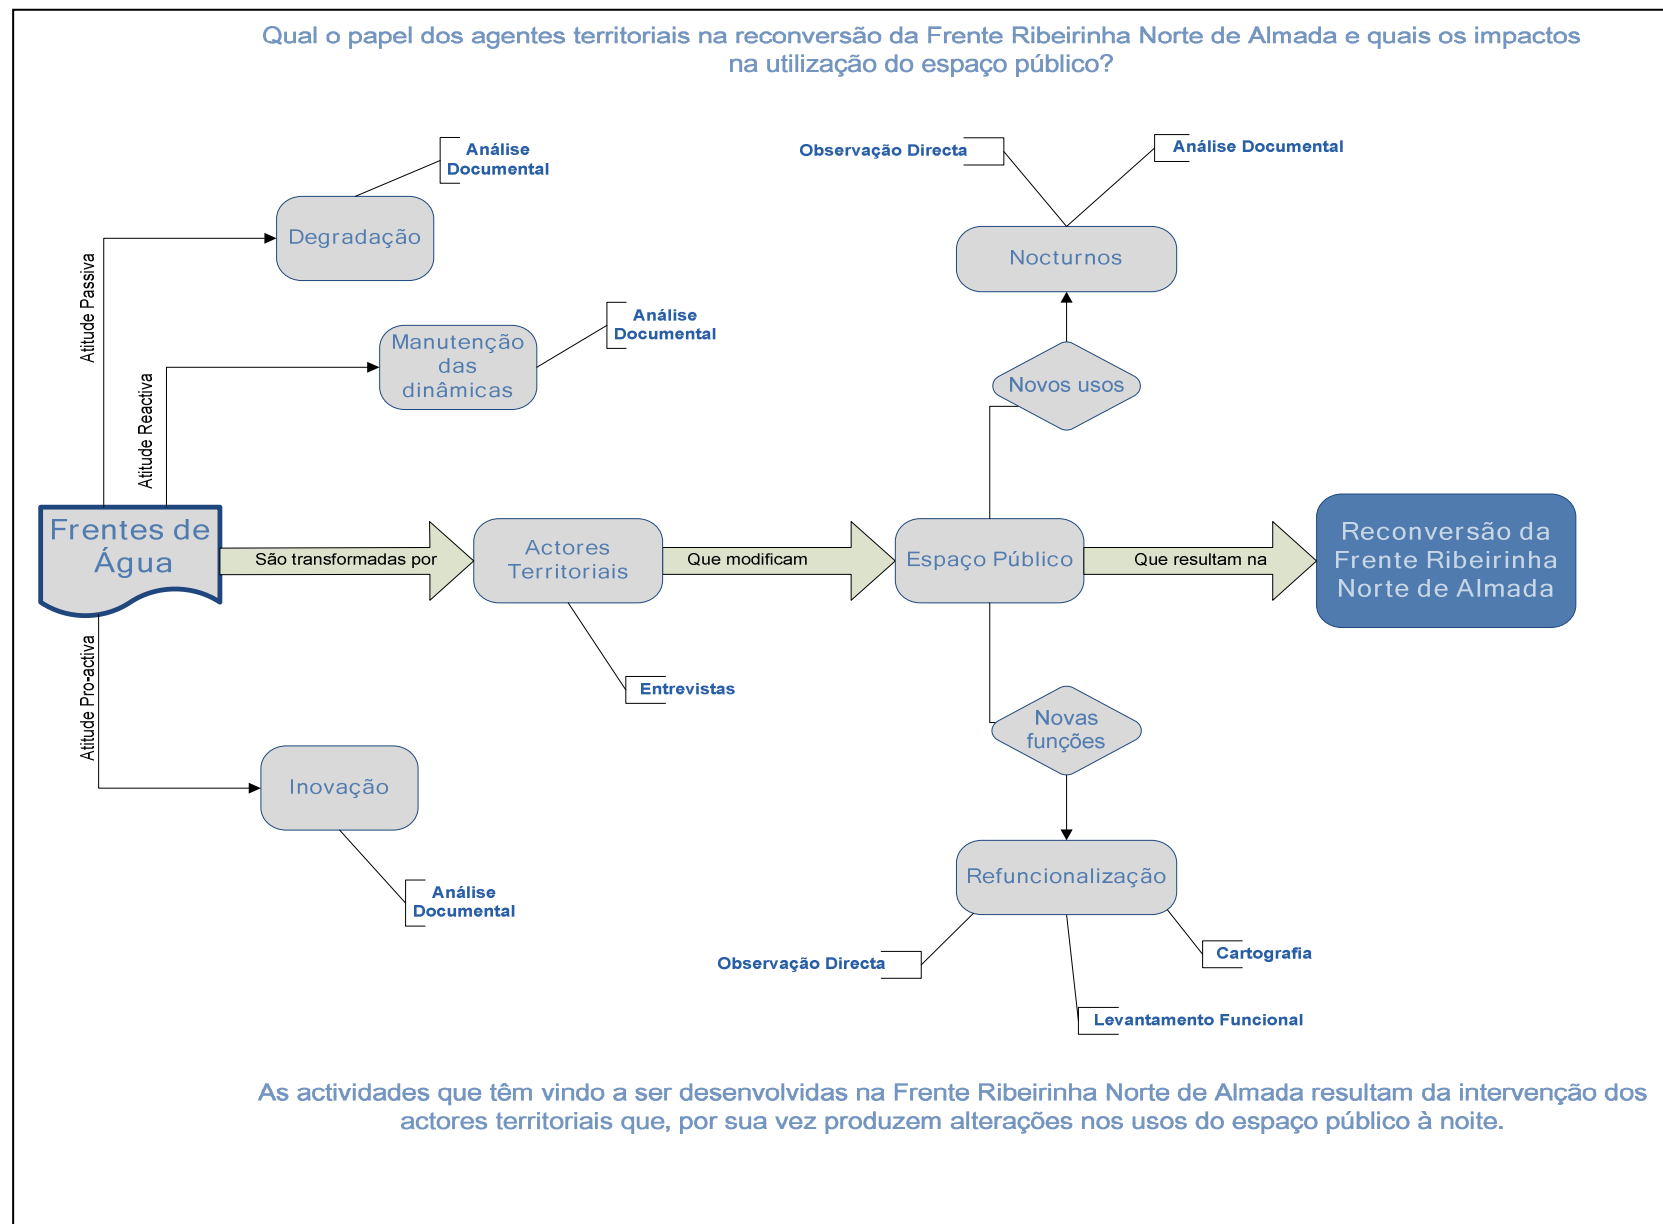 Qual o papel dos agentes territoriais na reconversão da Frente Ribeirinha Norte de Almada e quais os impactos
na utilização do espaço público?
Análise
Documental
Degradação
Atitude Passiva
Análise
Documental
Manutenção
das
dinâmicas
Atitude Reactiva
Observação Directa
Análise Documental
Nocturnos
Novos usos
Frentes de
Água
São transformadas por
Actores
Territoriais
Que modificam
Espaço Público
Que resultam na
Reconversão da
Frente Ribeirinha
Norte de Almada
Entrevistas
Atitude Pro-activa
Inovação
Análise
Documental
Novas
funções
Refuncionalização
Observação Directa
Cartografia
Levantamento Funcional
As actividades que têm vindo a ser desenvolvidas na Frente Ribeirinha Norte de Almada resultam da intervenção dos
actores territoriais que, por sua vez produzem alterações nos usos do espaço público à noite.